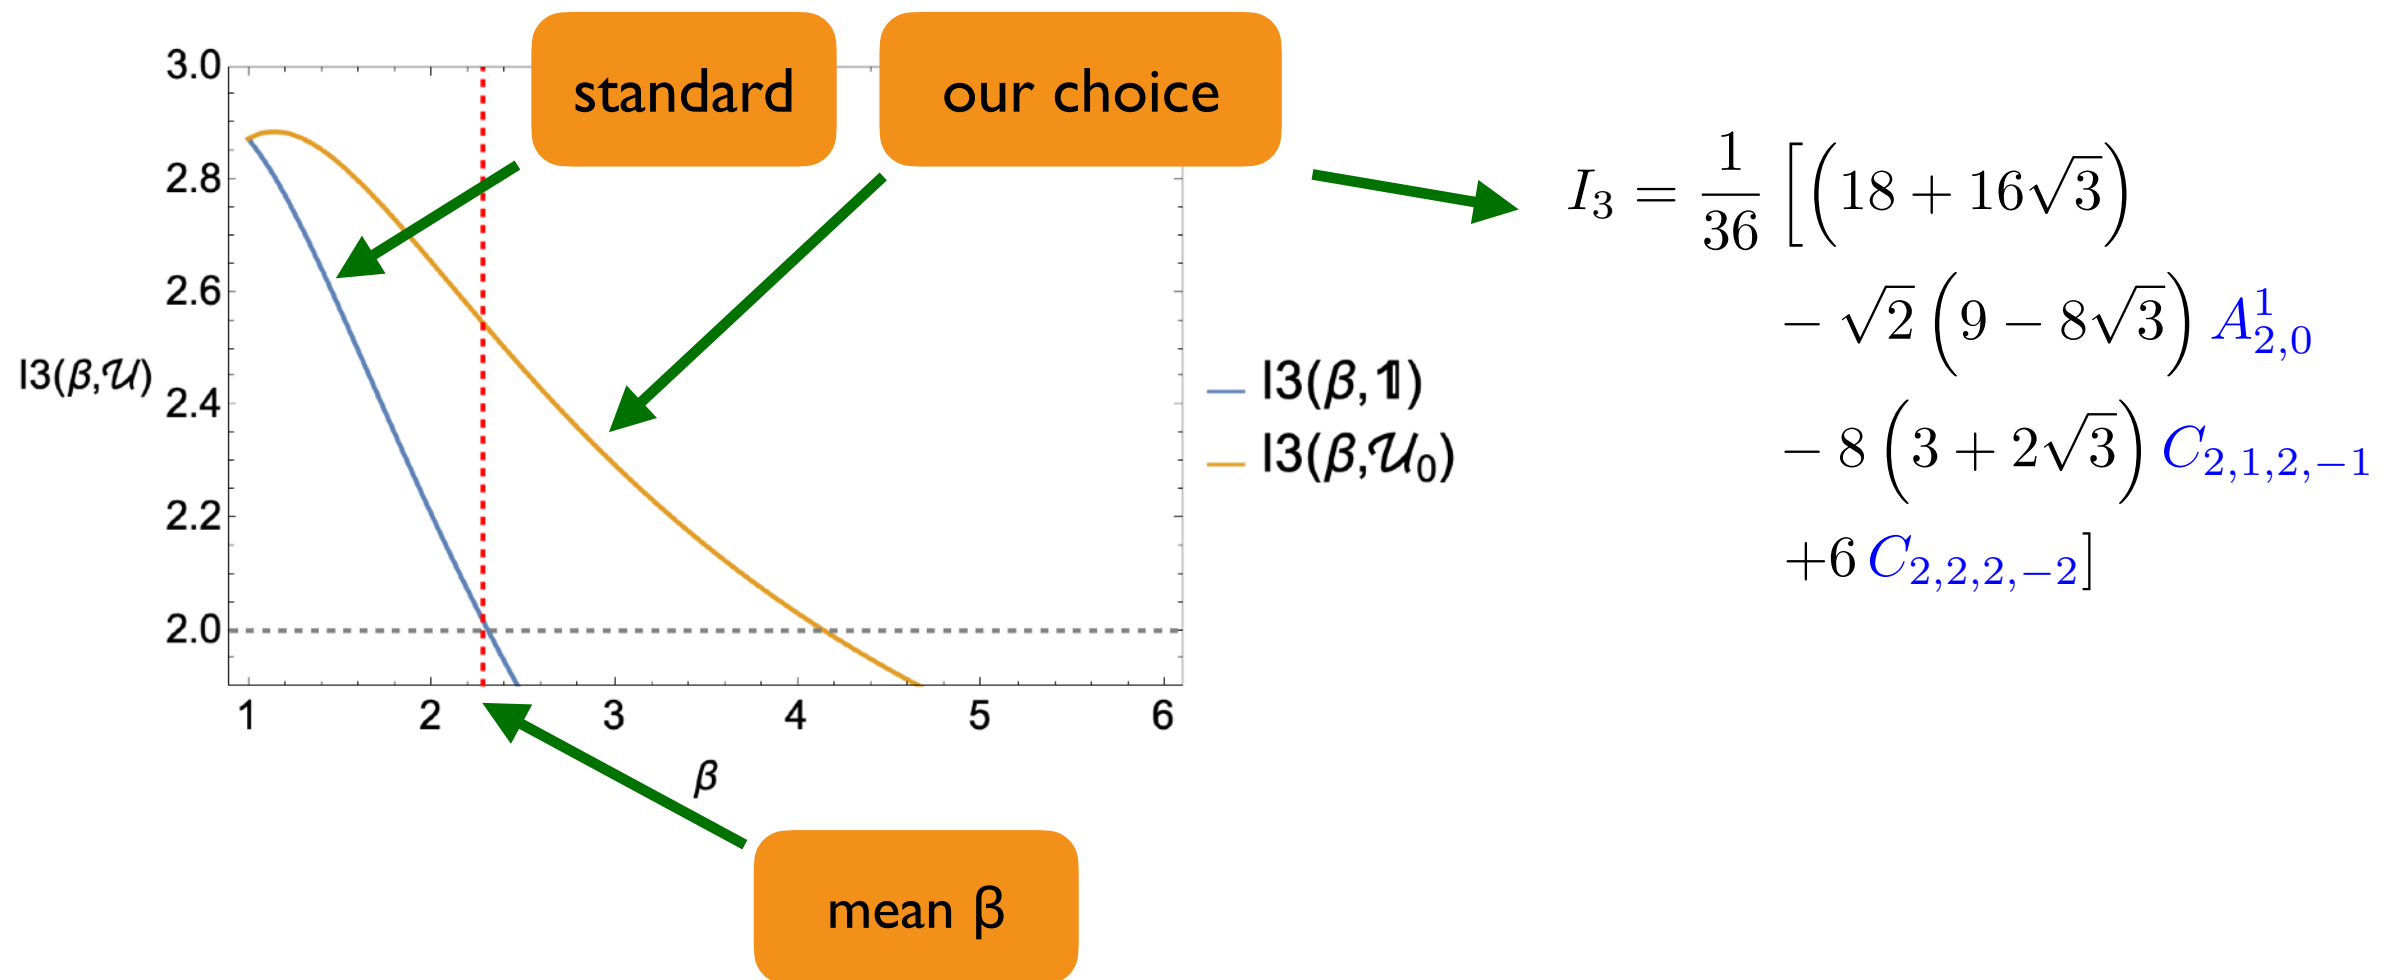 standard
our choice
3.0
2.8
2.6
2.4
2.2
2.0
I3(β,𝒰)
1 2 3 4 5 6
β
I3(β,𝟙)
I3(β,𝒰₀)
mean β
I₃ = 1/36 [(18 + 16√3)
− √2 (9 − 8√3) A¹₂,₀
− 8 (3 + 2√3) C₂,₁,₂,₋₁
+6 C₂,₂,₂,₋₂]